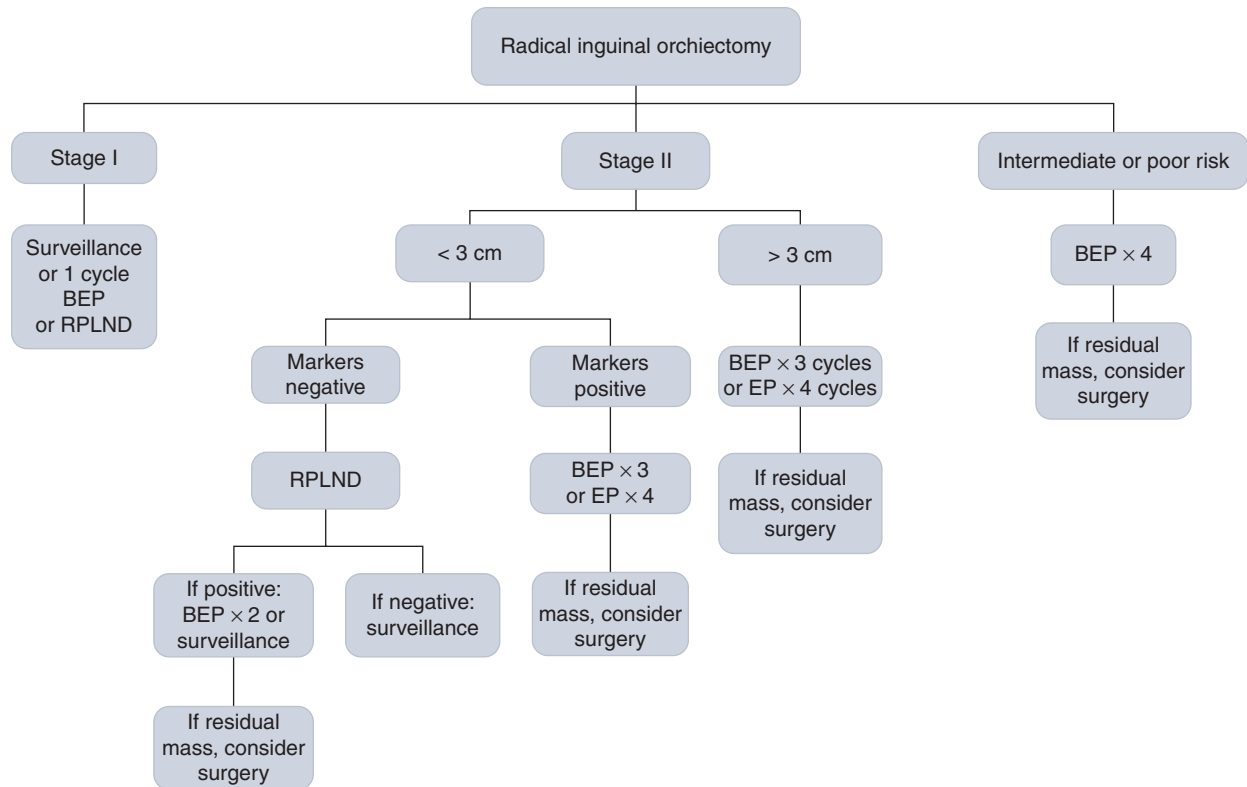 Radical inguinal orchiectomy
Stage I
Stage II
Intermediate or poor risk
Surveillance
or 1 cycle
BEP
or RPLND
< 3 cm
> 3 cm
BEP × 4
Markers
negative
Markers
positive
BEP × 3 cycles
or EP × 4 cycles
If residual
mass, consider
surgery
RPLND
BEP × 3
or EP × 4
If residual
mass, consider
surgery
If positive:
BEP × 2 or
surveillance
If negative:
surveillance
If residual
mass, consider
surgery
If residual
mass, consider
surgery